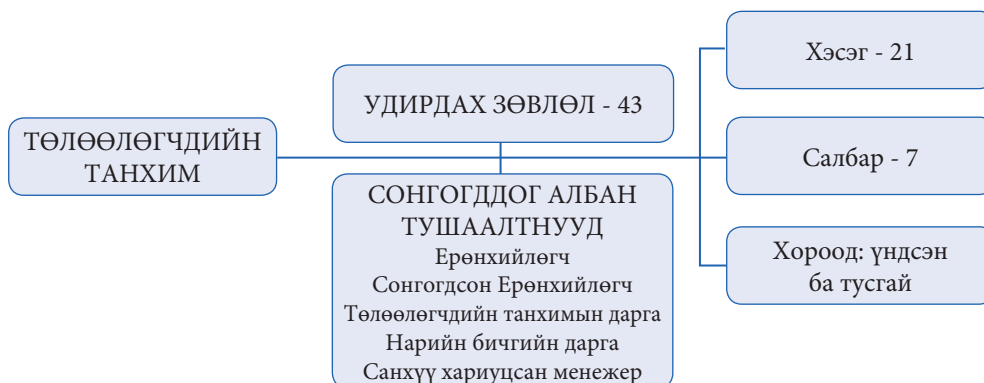 ТӨЛӨӨЛӨГЧДИЙН
ТАНХИМ
УДИРДАХ ЗӨВЛӨЛ - 43
СОНГОГДДОГ АЛБАН
ТУШААЛТНУУД
Ерөнхийлөгч
Сонгогдсон Ерөнхийлөгч
Төлөөлөгчдийн танхимын дарга
Нарийн бичгийн дарга
Санхүү хариуцсан менежер
Хэсэг - 21
Салбар - 7
Хороод: үндсэн
ба тусгай